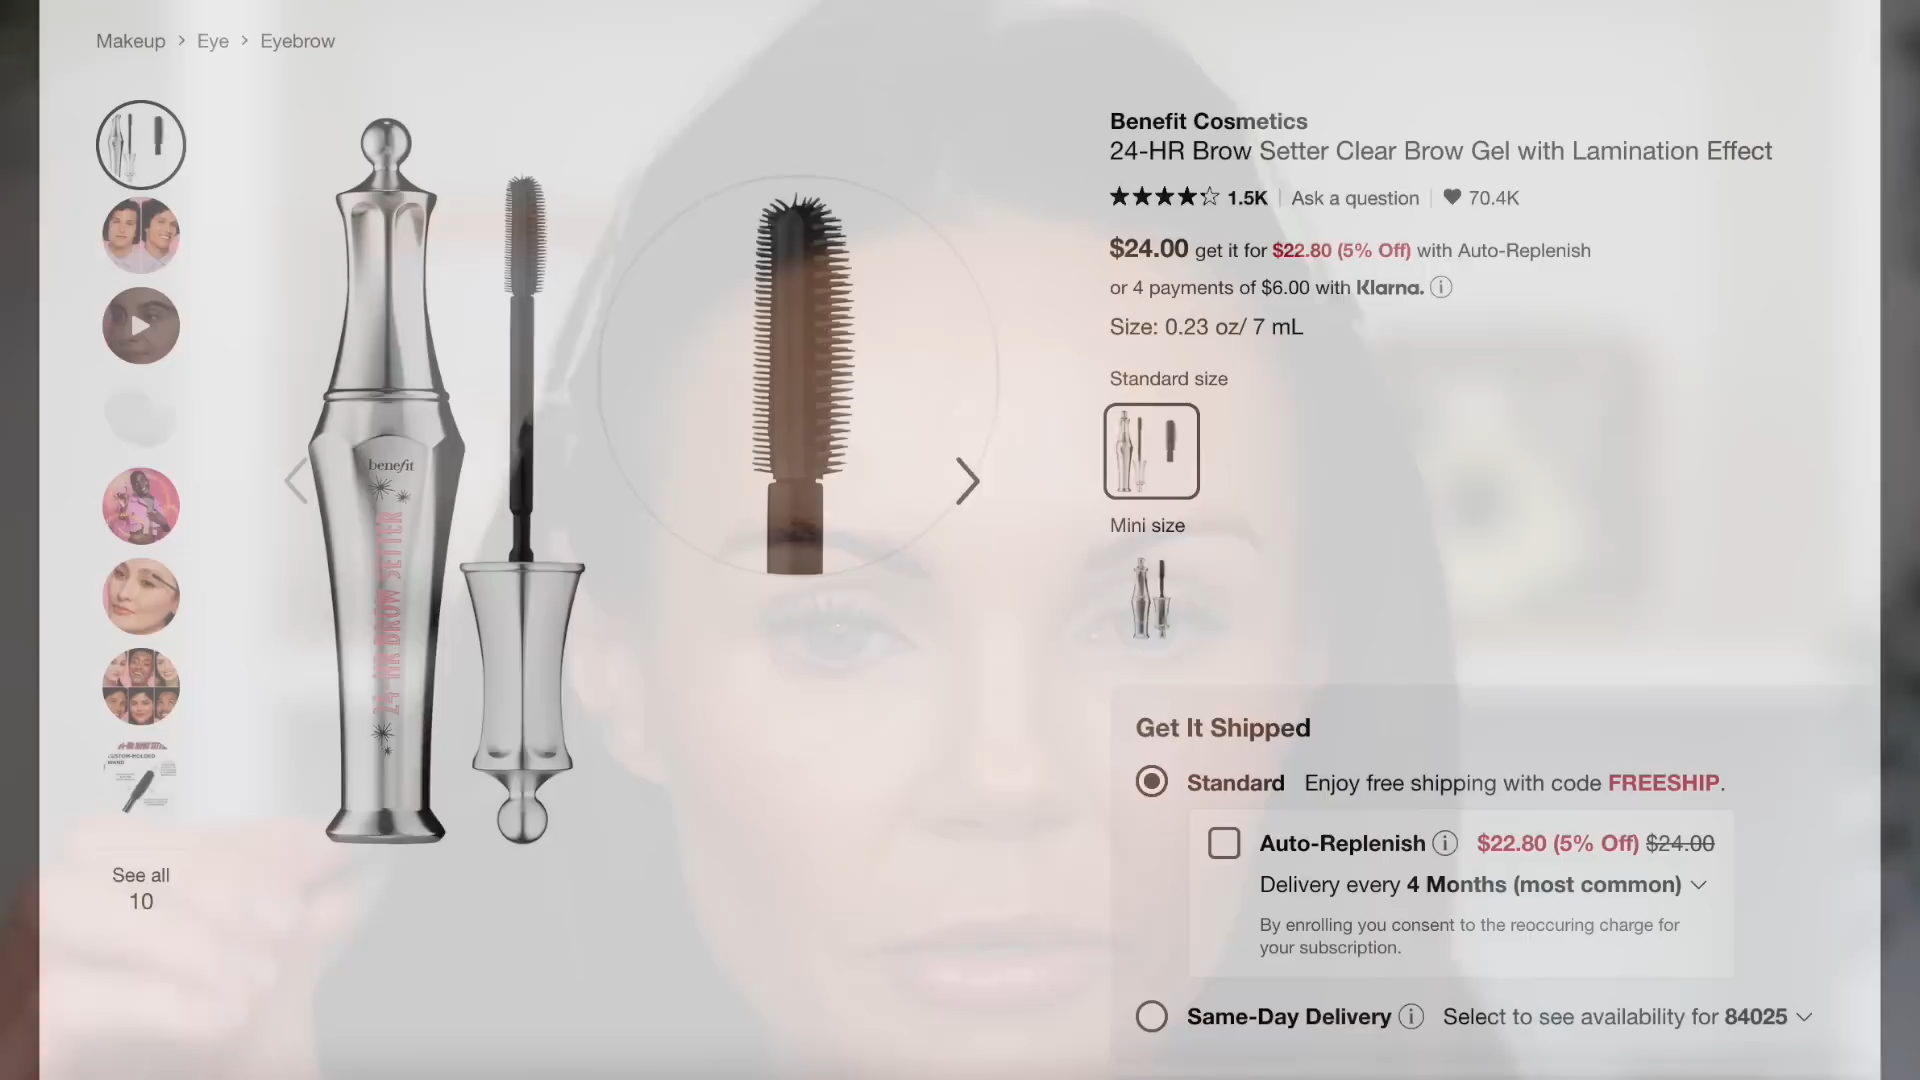 Makeup > Eye > Eyebrow
Benefit Cosmetics
24-HR Brow Setter Clear Brow Gel with Lamination Effect
1.5K | Ask a question | 70.4K
$24.00 get it for $22.80 (5% Off) with Auto-Replenish
or 4 payments of $6.00 with Klarna.
Size: 0.23 oz/ 7 mL
Standard size
benefit
24-HR BROW SETTER
Mini size
Get It Shipped
Standard Enjoy free shipping with code FREESHIP.
Auto-Replenish $22.80 (5% Off) $24.00
Delivery every 4 Months (most common)
By enrolling you consent to the reoccuring charge for
your subscription.
Same-Day Delivery Select to see availability for 84025
CUSTOM-MOLDED
WAND
See all
10